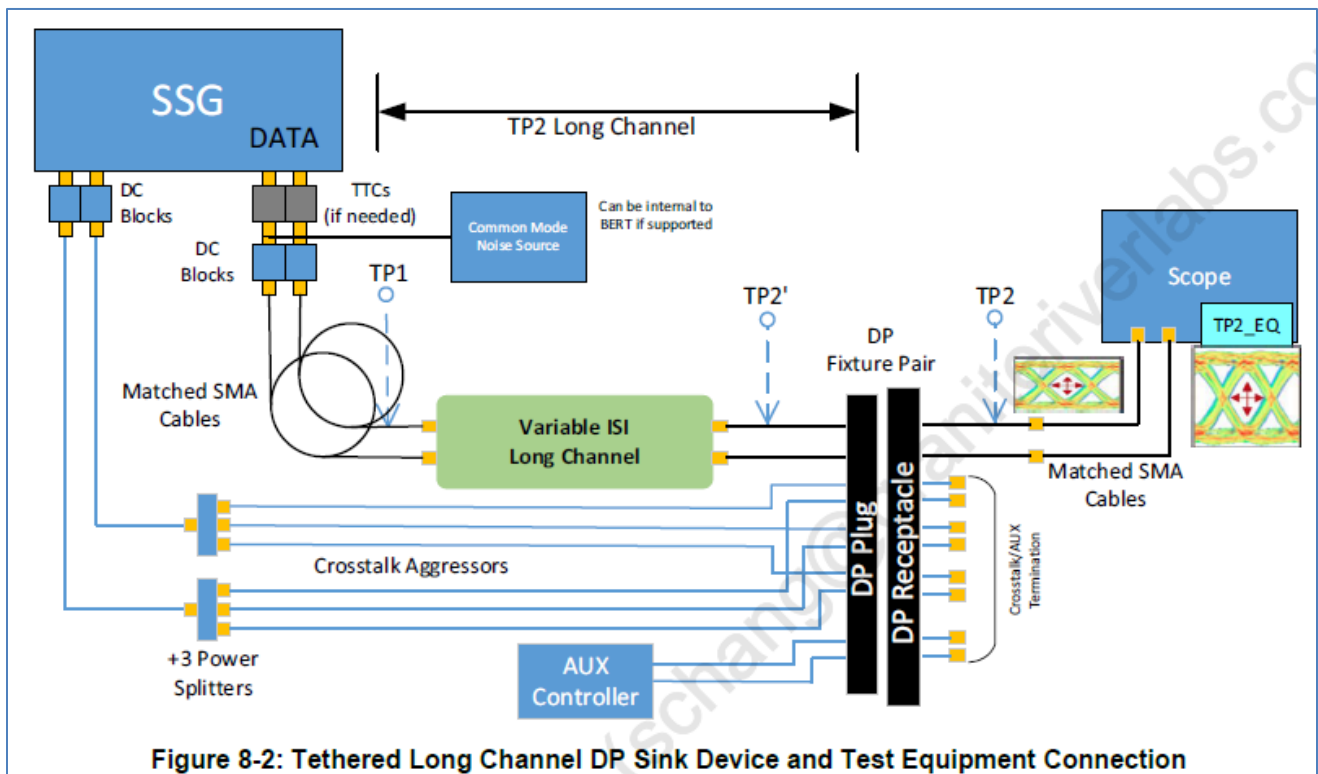 SSG
DATA
TP2 Long Channel
DC
Blocks
TTCs
(if needed)
Common Mode
Noise Source
Can be internal to
BERT if supported
DC
Blocks
TP1
TP2'
TP2
Scope
TP2_EQ
DP
Fixture Pair
Matched SMA
Cables
Variable ISI
Long Channel
Matched SMA
Cables
DP Plug
DP Receptacle
Crosstalk/AUX
Termination
Crosstalk Aggressors
+3 Power
Splitters
AUX
Controller
Figure 8-2: Tethered Long Channel DP Sink Device and Test Equipment Connection